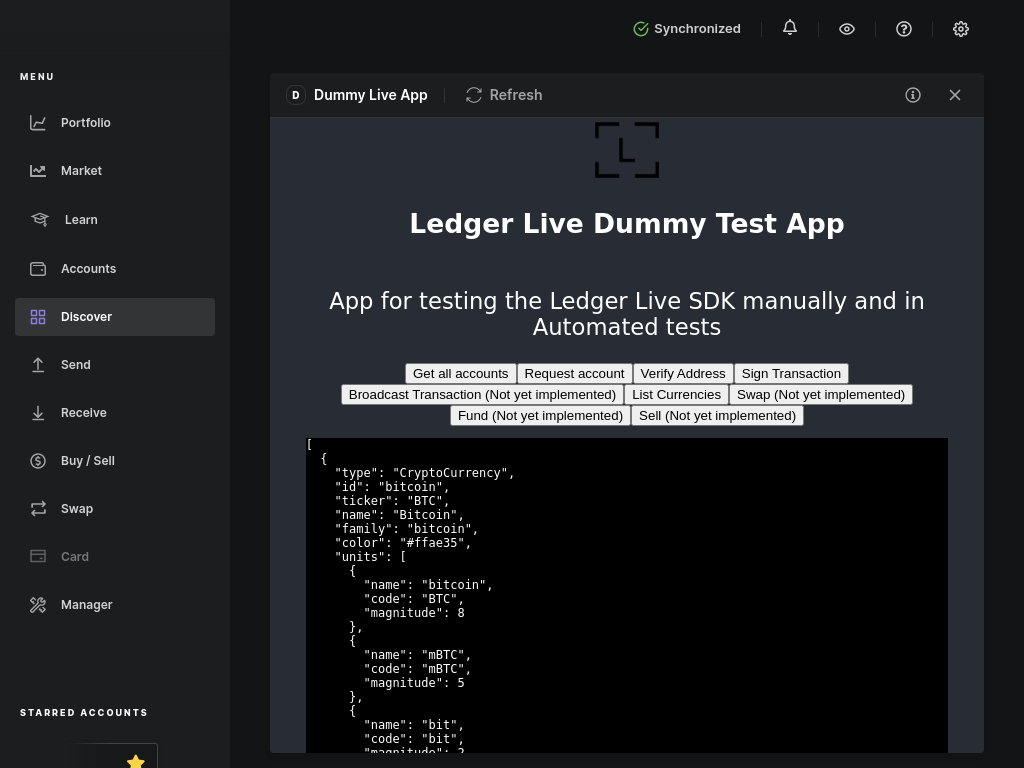 Synchronized
MENU
Portfolio
Market
Learn
Accounts
Discover
Send
Receive
Buy / Sell
Swap
Card
Manager
STARRED ACCOUNTS
D Dummy Live App
Refresh
L
Ledger Live Dummy Test App
App for testing the Ledger Live SDK manually and in
Automated tests
Get all accounts Request account Verify Address Sign Transaction
Broadcast Transaction (Not yet implemented) List Currencies Swap (Not yet implemented)
Fund (Not yet implemented) Sell (Not yet implemented)
[
  {
    "type": "CryptoCurrency",
    "id": "bitcoin",
    "ticker": "BTC",
    "name": "Bitcoin",
    "family": "bitcoin",
    "color": "#ffae35",
    "units": [
      {
        "name": "bitcoin",
        "code": "BTC",
        "magnitude": 8
      },
      {
        "name": "mBTC",
        "code": "mBTC",
        "magnitude": 5
      },
      {
        "name": "bit",
        "code": "bit",
        "magnitude": 2